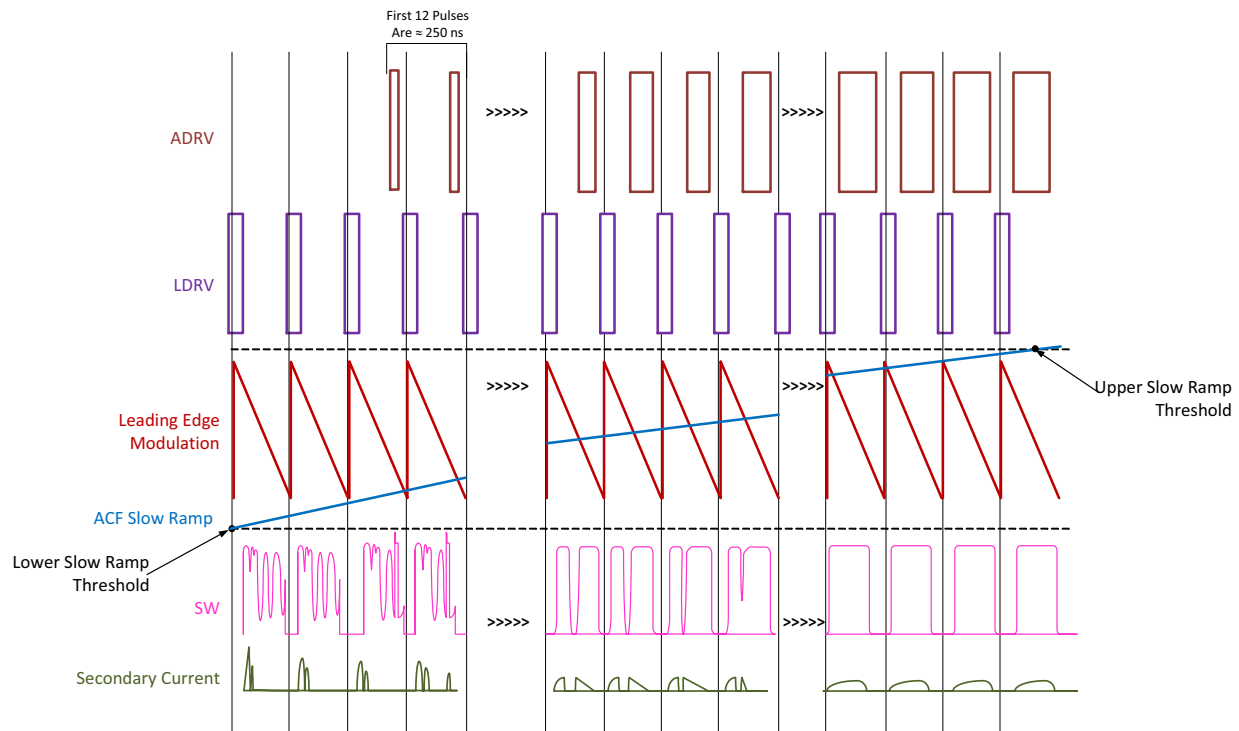 First 12 Pulses
Are ≈ 250 ns
ADRV
>>>>>
>>>>>
LDRV
Leading Edge
Modulation
>>>>>
>>>>>
Upper Slow Ramp
Threshold
ACF Slow Ramp
Lower Slow Ramp
Threshold
SW
>>>>>
>>>>>
Secondary Current